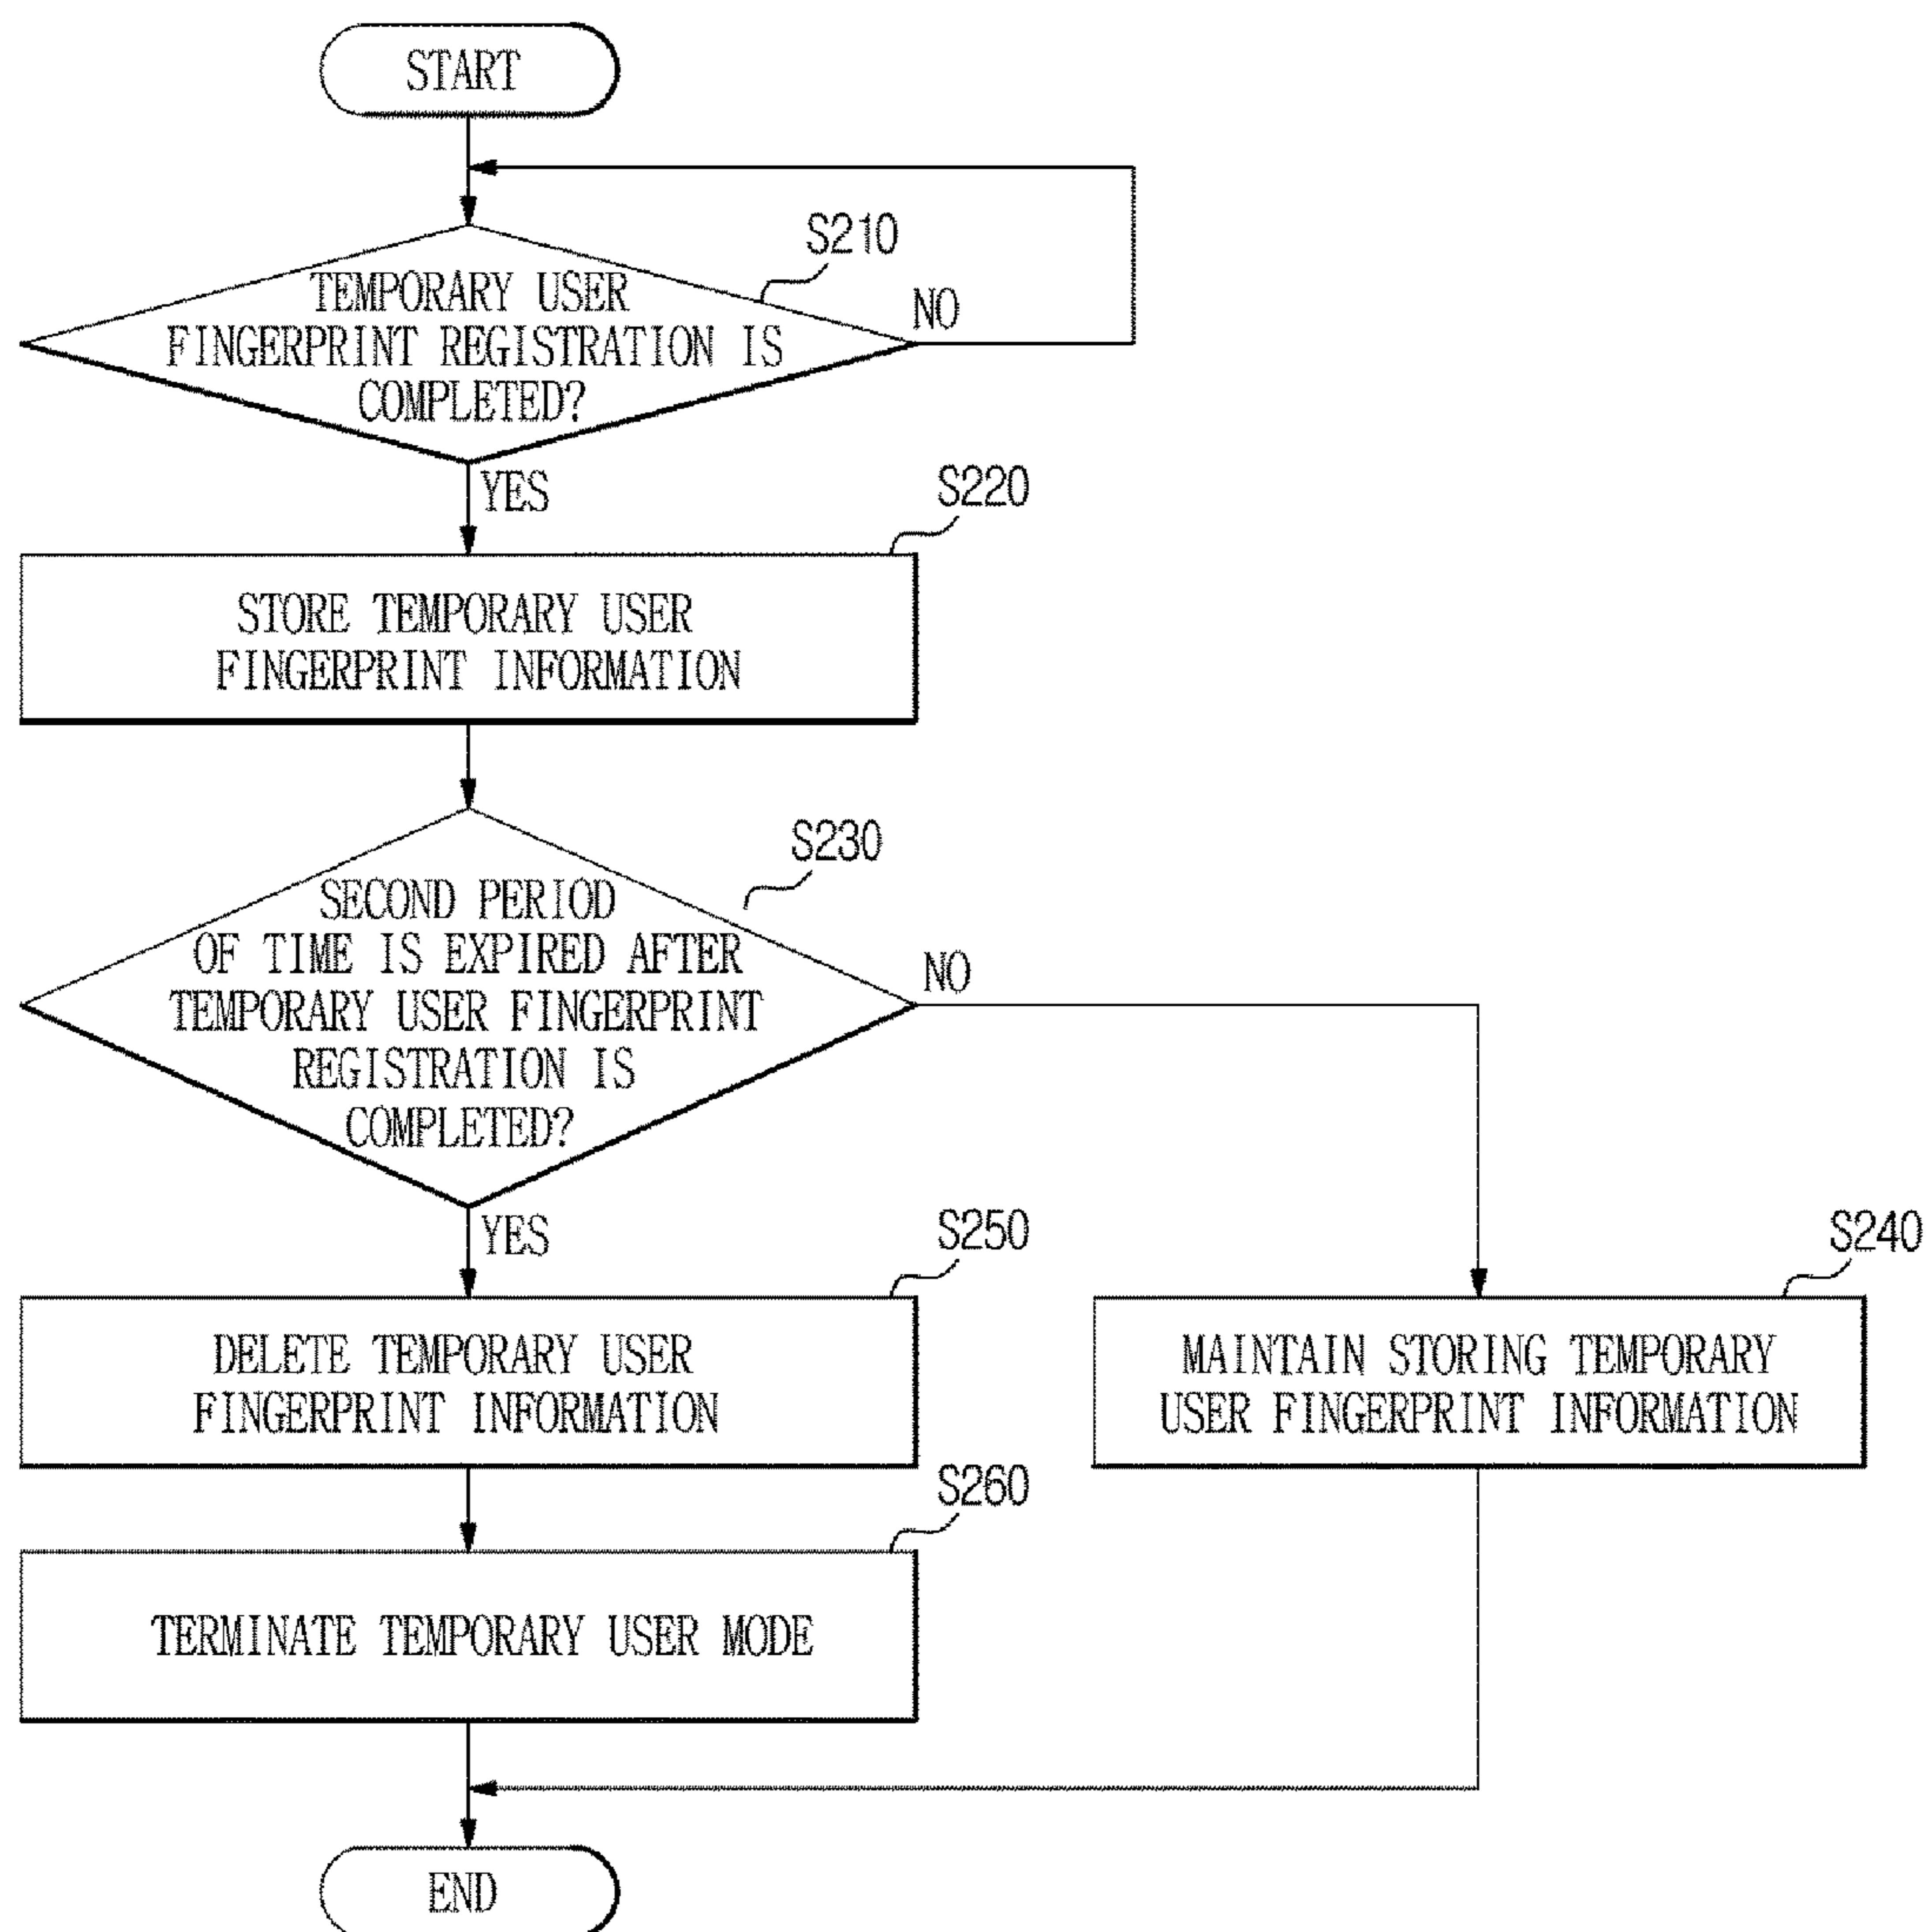 START
S210
TEMPORARY USER
FINGERPRINT REGISTRATION IS
COMPLETED?
NO
YES
S220
STORE TEMPORARY USER
FINGERPRINT INFORMATION
S230
SECOND PERIOD
OF TIME IS EXPIRED AFTER
TEMPORARY USER FINGERPRINT
REGISTRATION IS
COMPLETED?
NO
YES
S250
DELETE TEMPORARY USER
FINGERPRINT INFORMATION
S240
MAINTAIN STORING TEMPORARY
USER FINGERPRINT INFORMATION
S260
TERMINATE TEMPORARY USER MODE
END